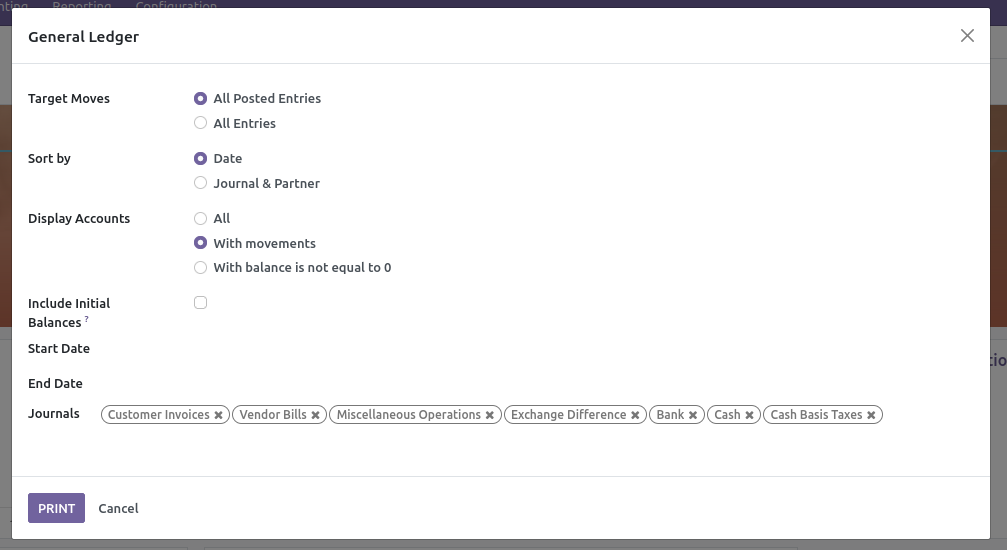 nting Reporting Configuration
General Ledger
Target Moves
All Posted Entries
All Entries
Sort by
Date
Journal & Partner
Display Accounts
All
With movements
With balance is not equal to 0
Include Initial
Balances ?
Start Date
End Date
Journals Customer Invoices Vendor Bills Miscellaneous Operations Exchange Difference Bank Cash Cash Basis Taxes
PRINT Cancel